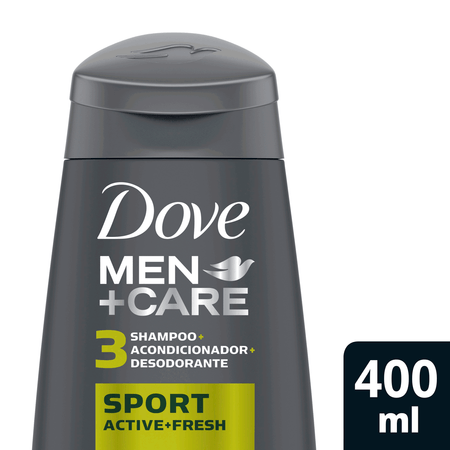 Dove
MEN
+CARE
3 SHAMPOO+
ACONDICIONADOR+
DESODORANTE
SPORT
ACTIVE+FRESH
400
ml